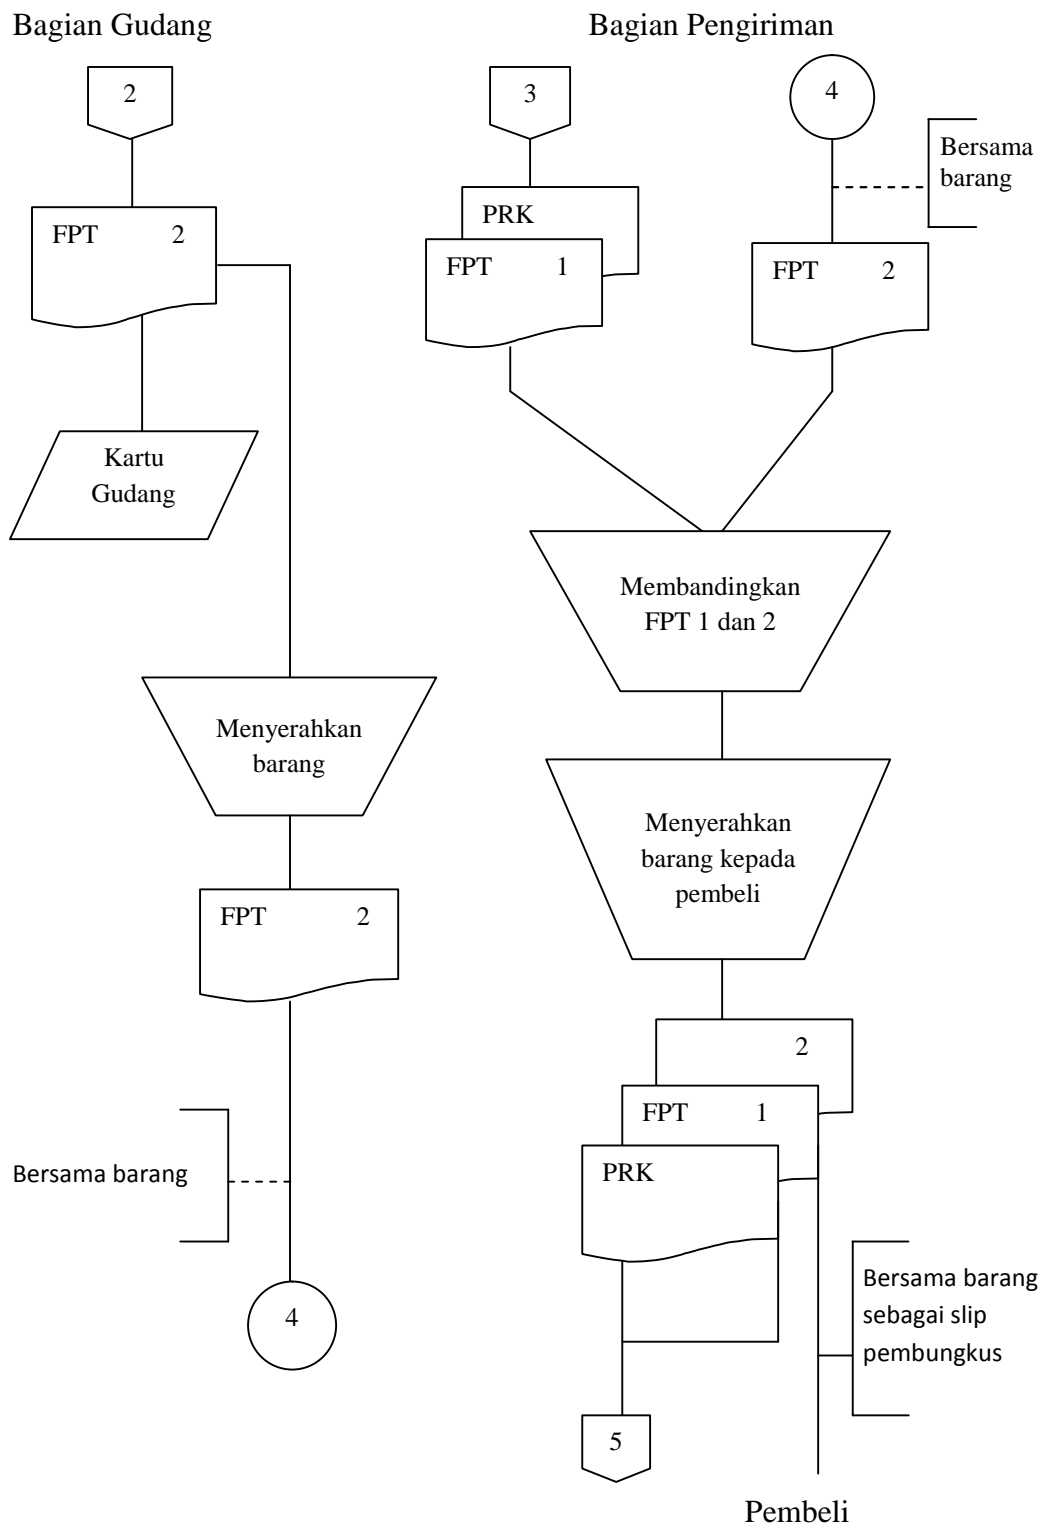 Bagian Gudang
2
FPT 2
Kartu
Gudang
Menyerahkan
barang
FPT 2
Bersama barang
4
Bagian Pengiriman
3
PRK
FPT 1
4
Bersama
barang
FPT 2
Membandingkan
FPT 1 dan 2
Menyerahkan
barang kepada
pembeli
2
FPT 1
PRK
Bersama barang
sebagai slip
pembungkus
5
Pembeli